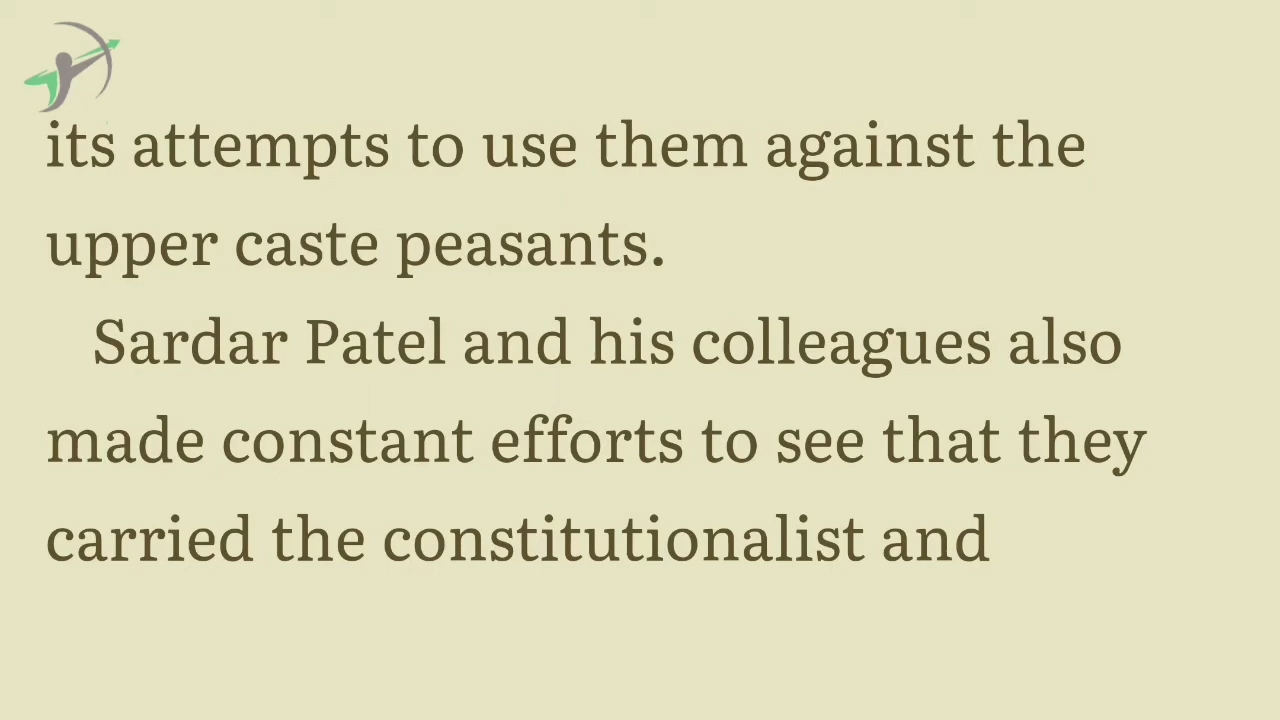 its attempts to use them against the
upper caste peasants.
Sardar Patel and his colleagues also
made constant efforts to see that they
carried the constitutionalist and